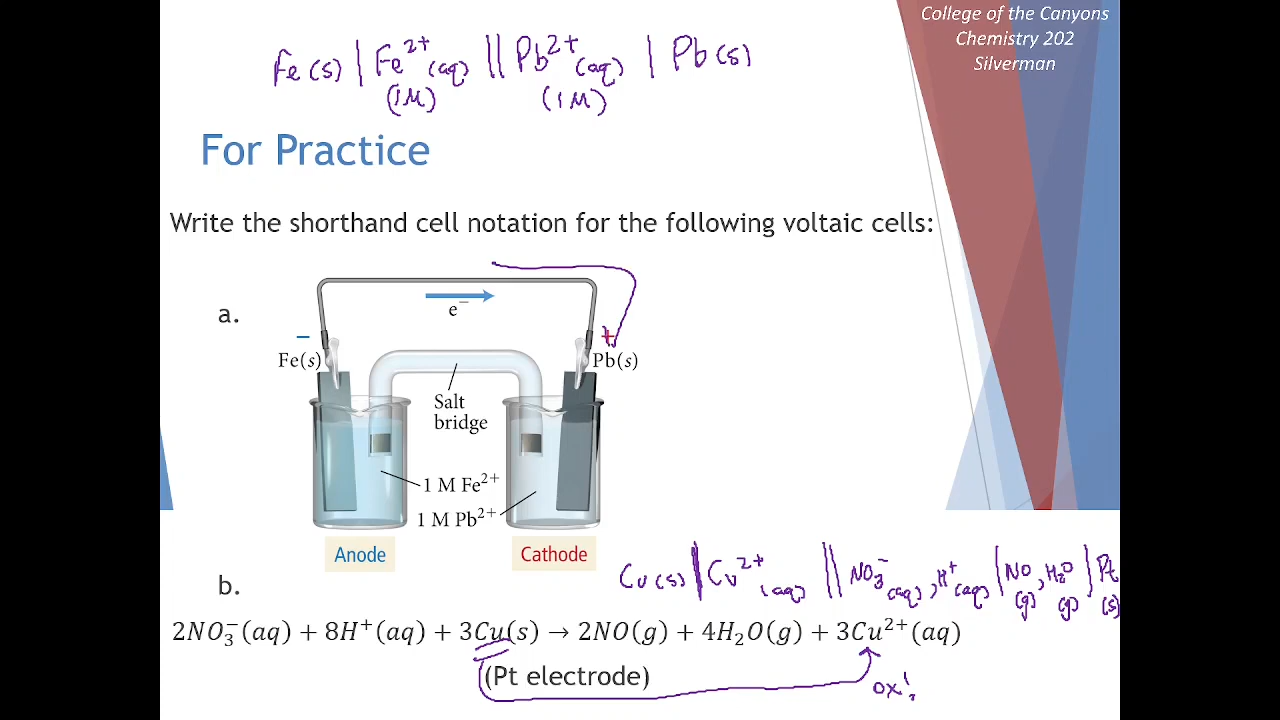 College of the Canyons
Chemistry 202
Silverman
Fe(s) | Fe²⁺(aq) || Pb²⁺(aq) | Pb(s)
(1M) (1M)
For Practice
Write the shorthand cell notation for the following voltaic cells:
a.
e⁻
− +
Fe(s) Pb(s)
Salt
bridge
1 M Fe²⁺
1 M Pb²⁺
Anode Cathode
Cu(s) | Cu²⁺(aq) || NO₃⁻(aq), H⁺(aq) | NO(g), H₂O(g) | Pt(s)
b.
2NO₃⁻(aq) + 8H⁺(aq) + 3Cu(s) → 2NO(g) + 4H₂O(g) + 3Cu²⁺(aq)
(Pt electrode)
ox!